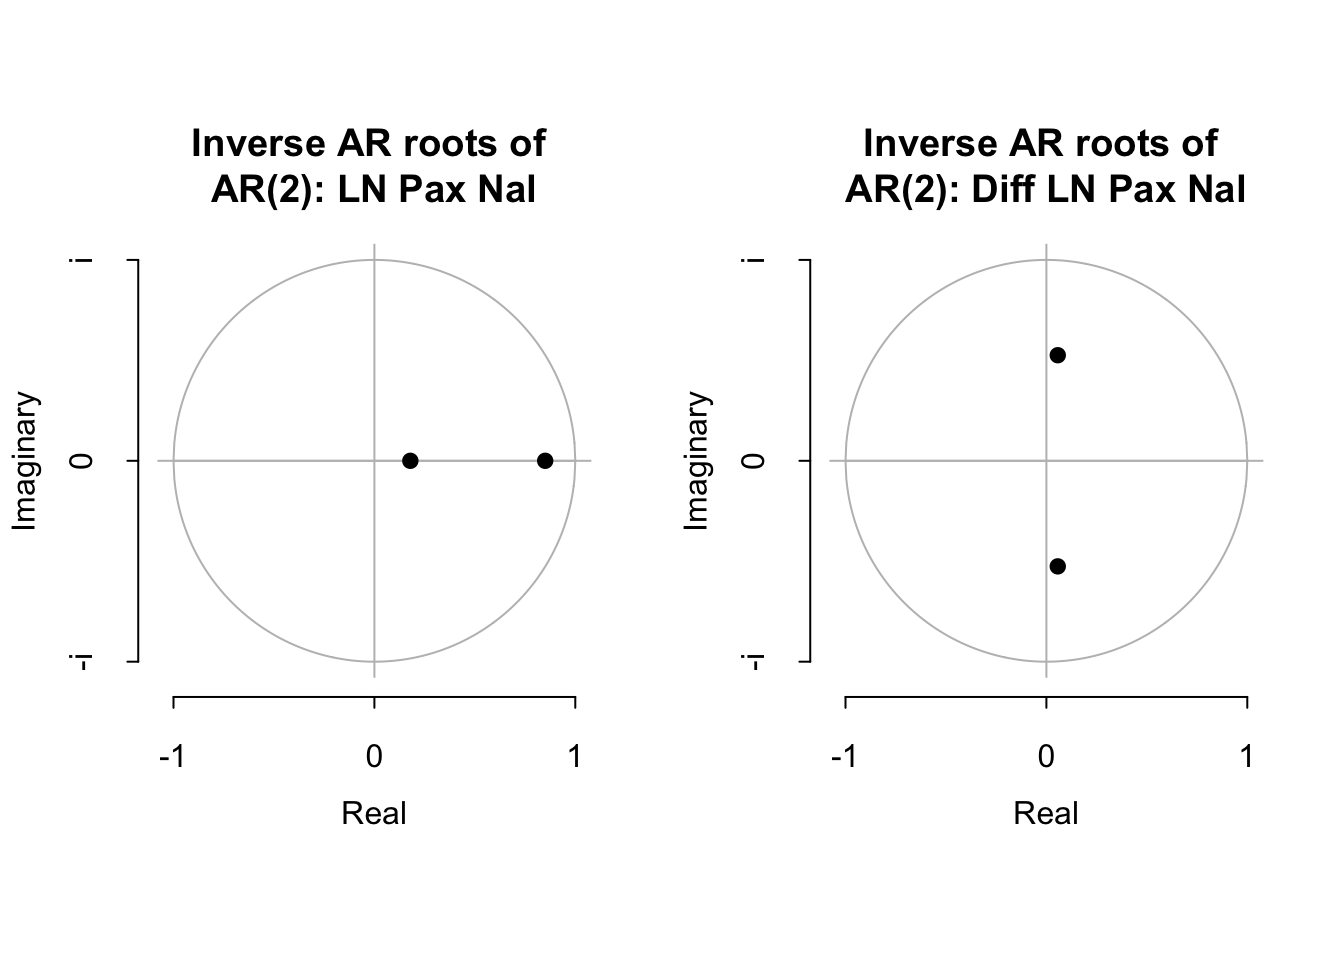 Inverse AR roots of
AR(2): LN Pax Nal
i
0
-i
Imaginary
-1 0 1
Real
Inverse AR roots of
AR(2): Diff LN Pax Nal
i
0
-i
Imaginary
-1 0 1
Real